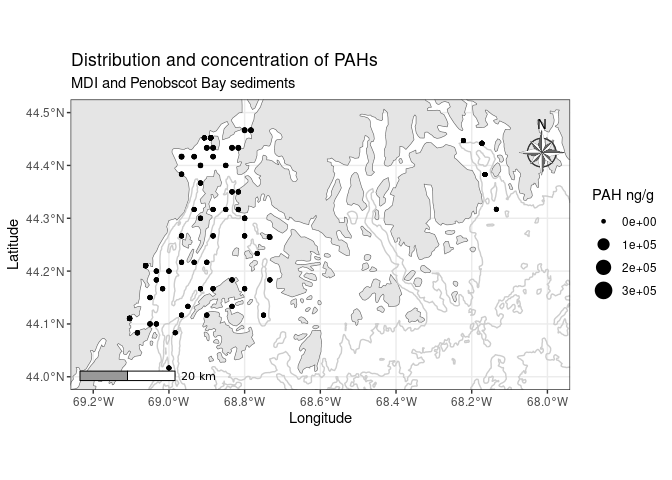 Distribution and concentration of PAHs
MDI and Penobscot Bay sediments
44.5°N
44.4°N
44.3°N
44.2°N
44.1°N
44.0°N
Latitude
N
20 km
69.2°W 69.0°W 68.8°W 68.6°W 68.4°W 68.2°W 68.0°W
Longitude
PAH ng/g
0e+00
1e+05
2e+05
3e+05